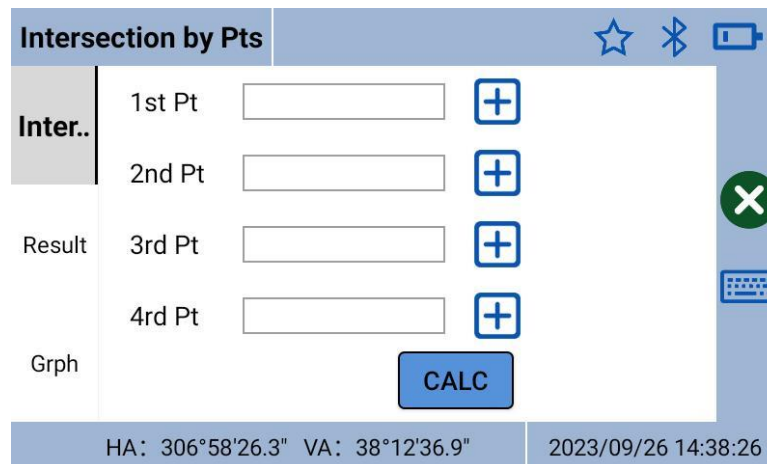 Intersection by Pts
Inter..
1st Pt
2nd Pt
Result
3rd Pt
4rd Pt
Grph
CALC
HA: 306°58'26.3" VA: 38°12'36.9" 2023/09/26 14:38:26